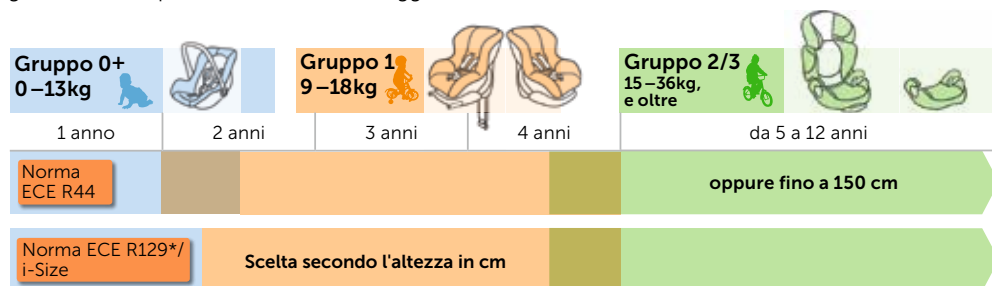 Gruppo 0+
0–13kg
Gruppo 1
9–18kg
Gruppo 2/3
15–36kg,
e oltre
1 anno
2 anni
3 anni
4 anni
da 5 a 12 anni
Norma
ECE R44
oppure fino a 150 cm
Norma ECE R129*/
i-Size
Scelta secondo l'altezza in cm